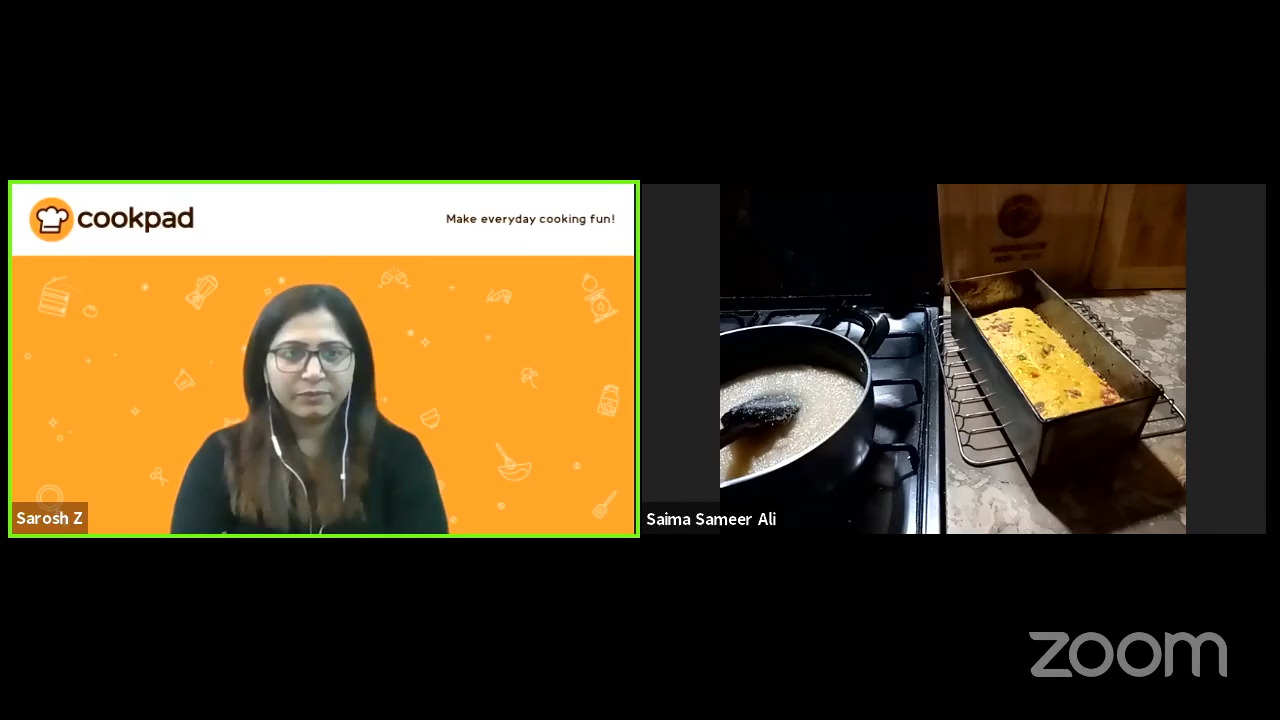 cookpad
Make everyday cooking fun!
Sarosh Z
Saima Sameer Ali
zoom